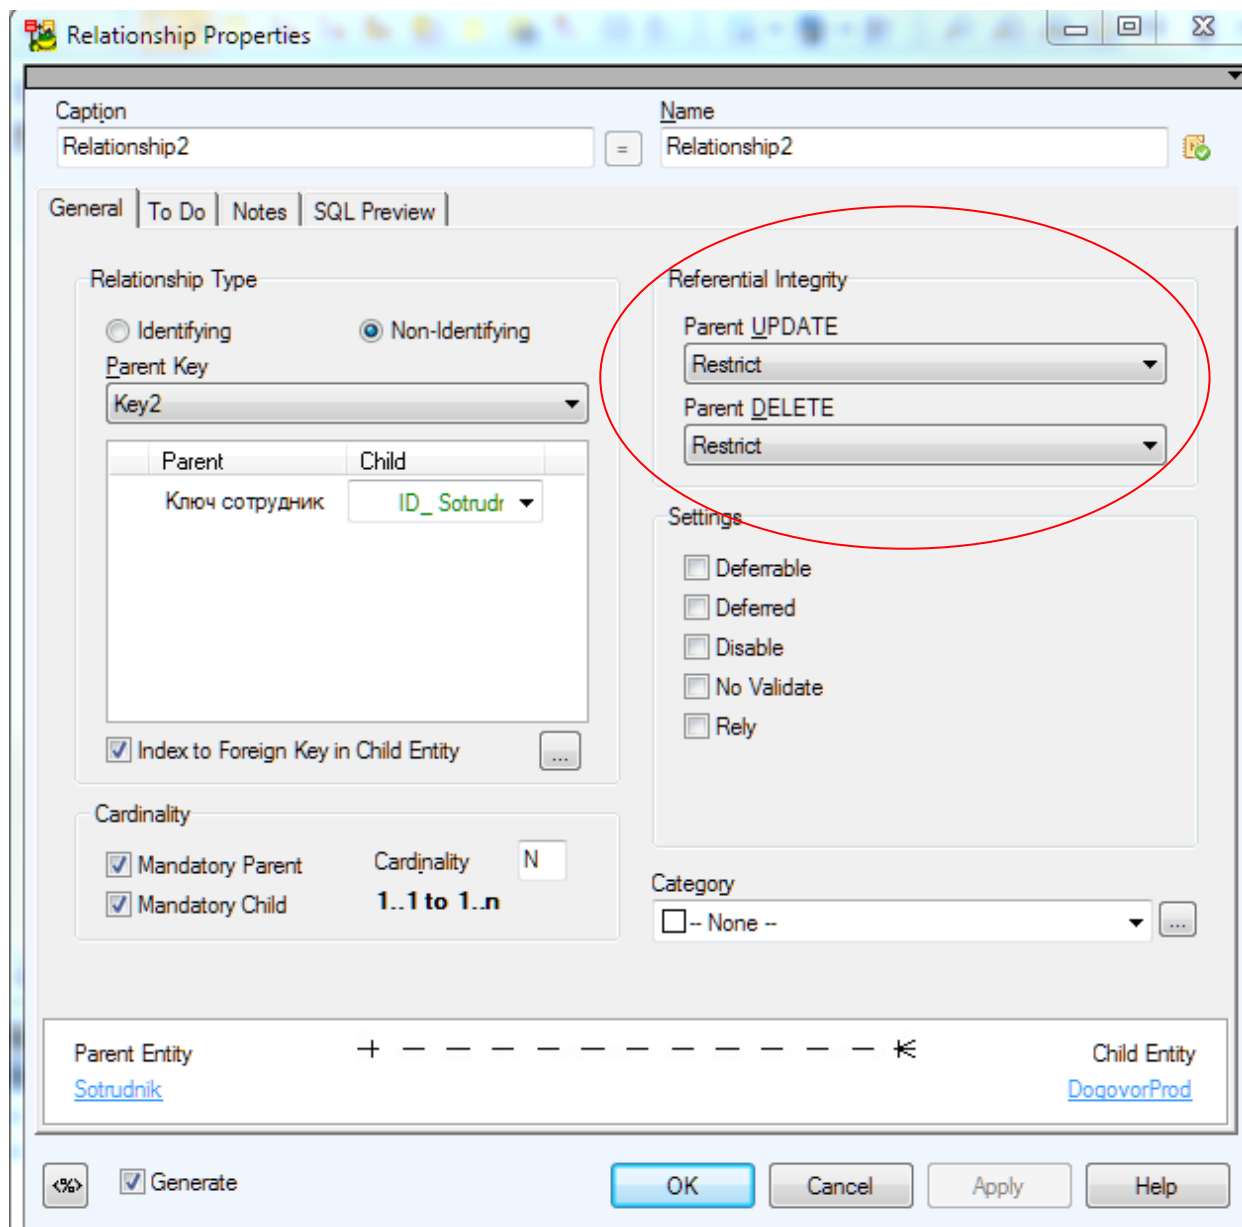 Relationship Properties
Caption
Name
Relationship2
=
Relationship2
General
To Do
Notes
SQL Preview
Relationship Type
Identifying
Non-Identifying
Parent Key
Key2
Parent
Child
Ключ сотрудник
ID_ Sotrudr
Index to Foreign Key in Child Entity
...
Cardinality
Mandatory Parent
Cardinality
N
Mandatory Child
1..1 to 1..n
Referential Integrity
Parent UPDATE
Restrict
Parent DELETE
Restrict
Settings
Deferrable
Deferred
Disable
No Validate
Rely
Category
-- None --
...
Parent Entity
Child Entity
Sotrudnik
DogovorProd
<%>
Generate
OK
Cancel
Apply
Help